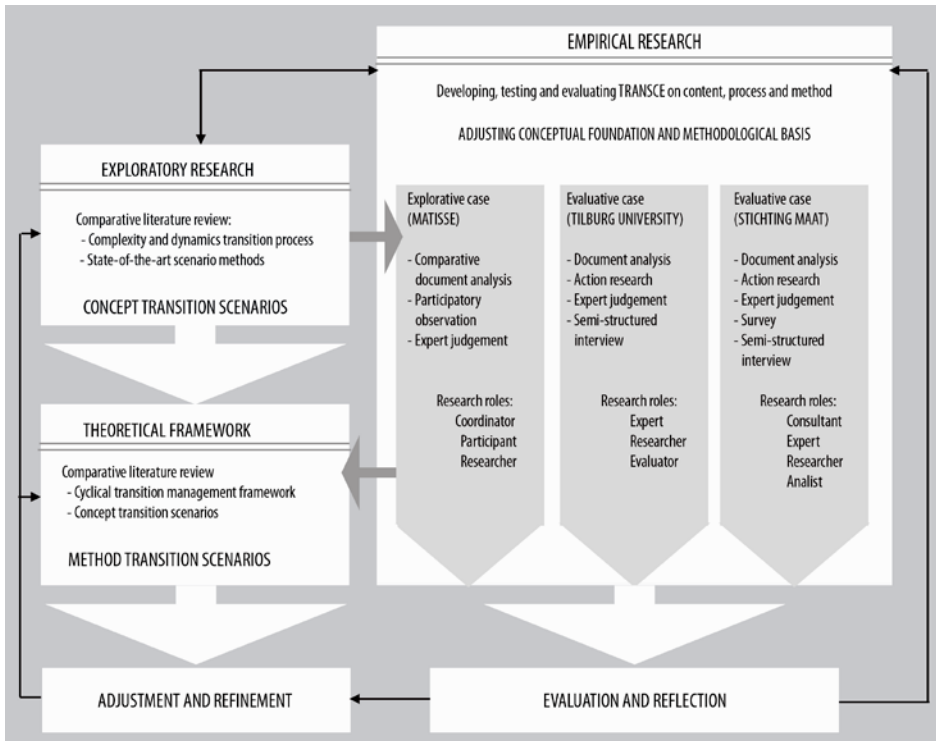 EMPIRICAL RESEARCH
Developing, testing and evaluating TRANSCE on content, process and method
ADJUSTING CONCEPTUAL FOUNDATION AND METHODOLOGICAL BASIS
EXPLORATORY RESEARCH
Comparative literature review:
- Complexity and dynamics transition process
- State-of-the-art scenario methods
CONCEPT TRANSITION SCENARIOS
Explorative case
(MATISSE)
- Comparative
document analysis
- Participatory
observation
- Expert judgement
Research roles:
Coordinator
Participant
Researcher
Evaluative case
(TILBURG UNIVERSITY)
- Document analysis
- Action research
- Expert judgement
- Semi-structured
interview
Research roles:
Expert
Researcher
Evaluator
Evaluative case
(STICHTING MAAT)
- Document analysis
- Action research
- Expert judgement
- Survey
- Semi-structured
interview
Research roles:
Consultant
Expert
Researcher
Analist
THEORETICAL FRAMEWORK
Comparative literature review
- Cyclical transition management framework
- Concept transition scenarios
METHOD TRANSITION SCENARIOS
ADJUSTMENT AND REFINEMENT
EVALUATION AND REFLECTION